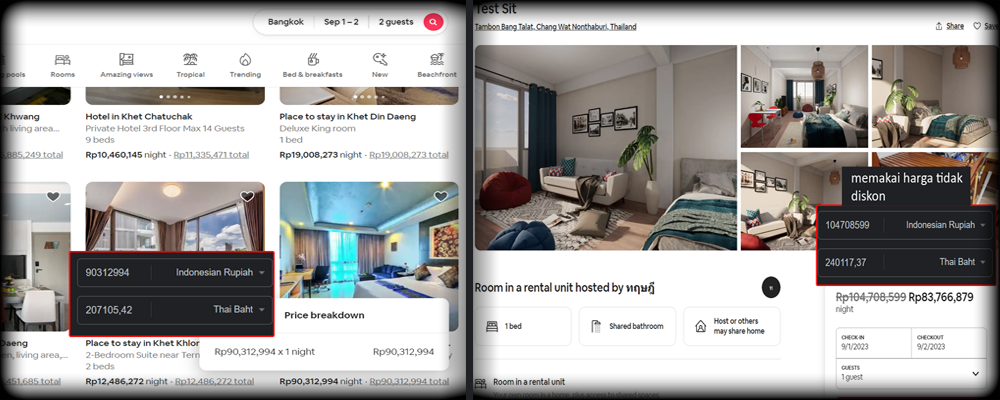 Bangkok
Sep 1 – 2
2 guests
pools
Rooms
Amazing views
Tropical
Trending
Bed & breakfasts
New
Beachfront
Khwang
living area...
,885,249 total
Hotel in Khet Chatuchak
Private Hotel 3rd Floor Max 14 Guests
9 beds
Rp10,460,145 night · Rp11,335,471 total
Place to stay in Khet Din Daeng
Deluxe King room
1 bed
Rp19,008,273 night · Rp19,008,273 total
90312994
Indonesian Rupiah
207105,42
Thai Baht
Price breakdown
Rp90,312,994 x 1 night
Rp90,312,994
Daeng
en, living area,...
451,685 total
Place to stay in Khet Khlon
2-Bedroom Suite near Term
2 beds
Rp12,486,272 night · Rp12,486,272 total
Rp90,312,994 night · Rp90,312,994 total
Test Sit
Tambon Bang Talat, Chang Wat Nonthaburi, Thailand
Share
Save
memakai harga tidak
diskon
104708599
Indonesian Rupiah
240117,37
Thai Baht
Room in a rental unit hosted by ทฤษฎี
1 bed
Shared bathroom
Host or others
may share home
Rp104,708,599 Rp83,766,879
night
CHECK IN
9/1/2023
CHECKOUT
9/2/2023
GUESTS
1 guest
Room in a rental unit